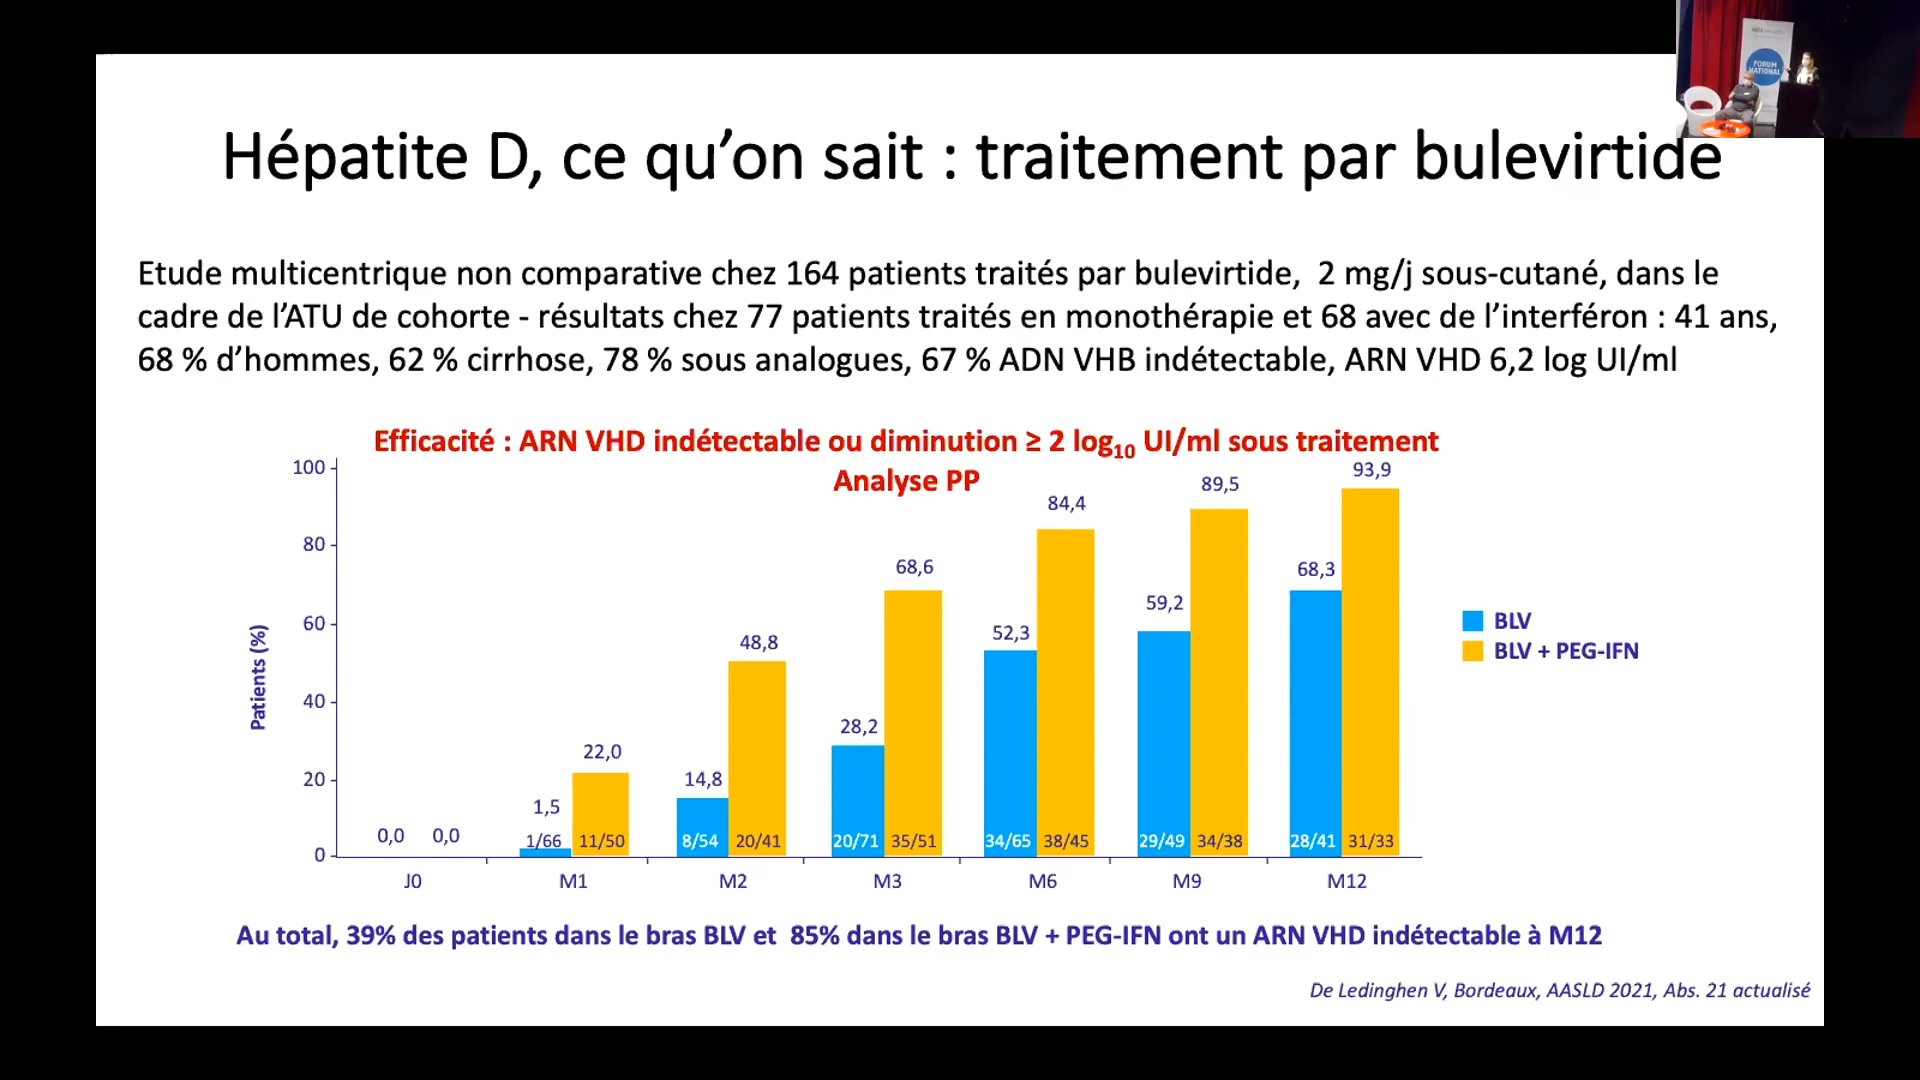 FORUM
NATIONAL
Hépatite D, ce qu’on sait : traitement par bulevirtide
Etude multicentrique non comparative chez 164 patients traités par bulevirtide,  2 mg/j sous-cutané, dans le
cadre de l’ATU de cohorte - résultats chez 77 patients traités en monothérapie et 68 avec de l’interféron : 41 ans,
68 % d’hommes, 62 % cirrhose, 78 % sous analogues, 67 % ADN VHB indétectable, ARN VHD 6,2 log UI/ml
Efficacité : ARN VHD indétectable ou diminution ≥ 2 log10 UI/ml sous traitement
Analyse PP
Patients (%)
100
80
60
40
20
0
0,0 0,0
1,5 22,0
14,8 48,8
28,2 68,6
52,3 84,4
59,2 89,5
68,3 93,9
1/66 11/50 8/54 20/41 20/71 35/51 34/65 38/45 29/49 34/38 28/41 31/33
J0 M1 M2 M3 M6 M9 M12
BLV
BLV + PEG-IFN
Au total, 39% des patients dans le bras BLV et  85% dans le bras BLV + PEG-IFN ont un ARN VHD indétectable à M12
De Ledinghen V, Bordeaux, AASLD 2021, Abs. 21 actualisé